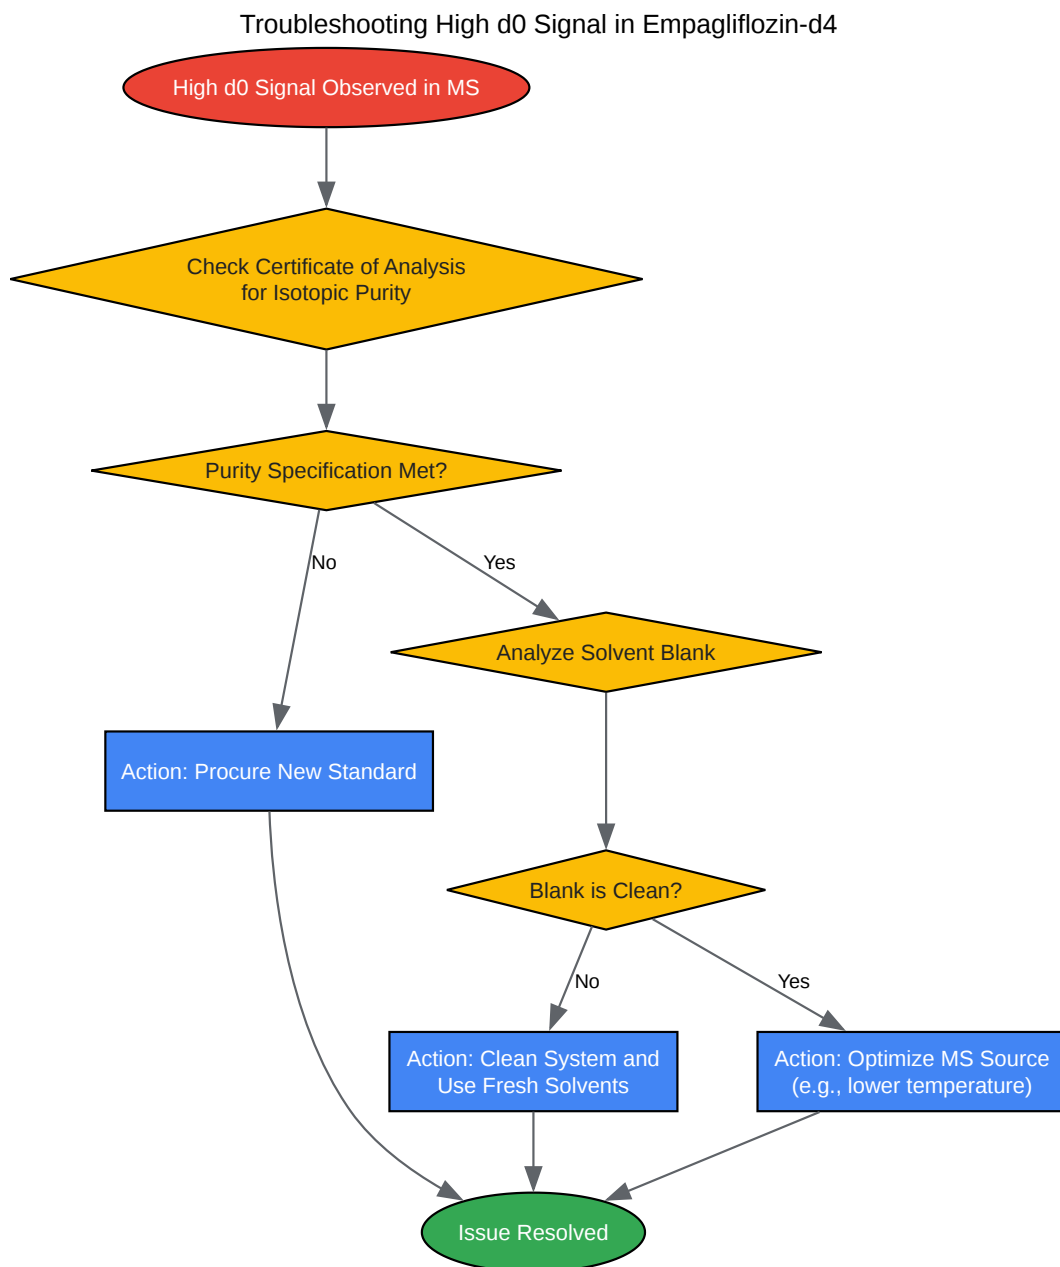 Troubleshooting High d0 Signal in Empagliflozin-d4
High d0 Signal Observed in MS
Check Certificate of Analysis
for Isotopic Purity
Purity Specification Met?
No
Yes
Analyze Solvent Blank
Action: Procure New Standard
Blank is Clean?
No
Yes
Action: Clean System and
Use Fresh Solvents
Action: Optimize MS Source
(e.g., lower temperature)
Issue Resolved